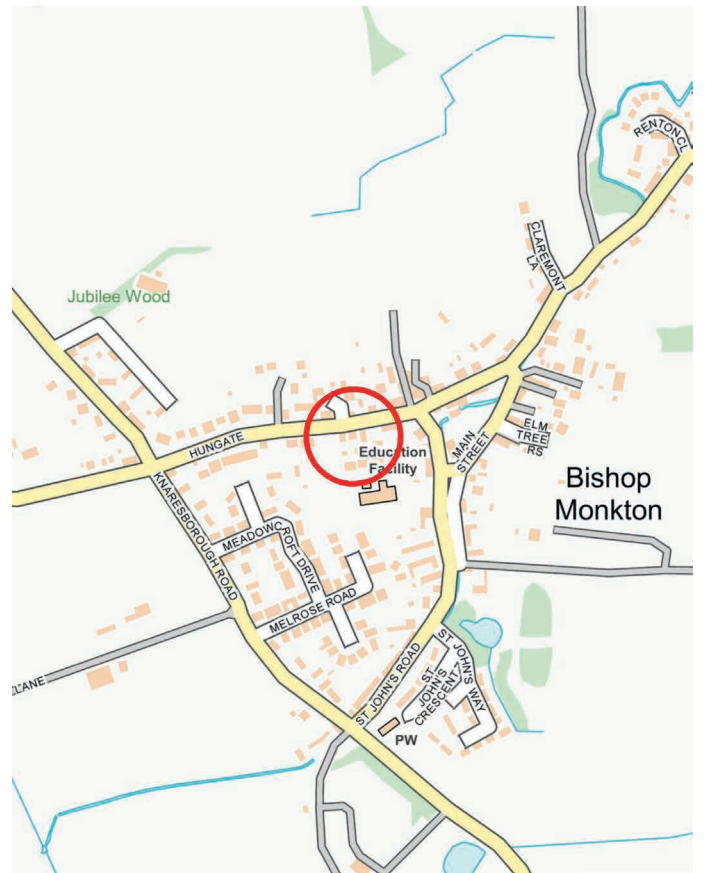 RENTON CL
CLAREMONT
LA
Jubilee Wood
HUNGATE
Education
Facility
MAIN
STREET
ELM
TREE
RS
Bishop
Monkton
KNARESBOROUGH ROAD
MEADOWCROFT DRIVE
MELROSE ROAD
LANE
ST JOHN'S ROAD
ST
JOHN'S
CRESCENT
ST JOHN'S WAY
PW